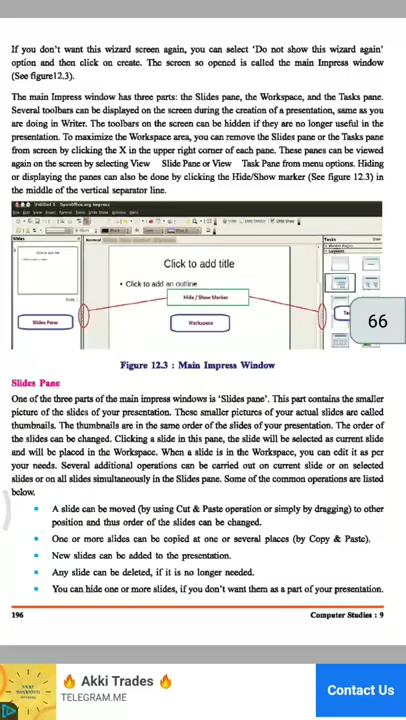 If you don't want this wizard screen again, you can select 'Do not show this wizard again'
option and then click on create. The screen so opened is called the main Impress window
(See figure12.3).
The main Impress window has three parts: the Slides pane, the Workspace, and the Tasks pane.
Several toolbars can be displayed on the screen during the creation of a presentation, same as you
are doing in Writer. The toolbars on the screen can be hidden if they are no longer useful in the
presentation. To maximize the Workspace area, you can remove the Slides pane or the Tasks pane
from screen by clicking the X in the upper right corner of each pane. These panes can be viewed
again on the screen by selecting View Slide Pane or View Task Pan from menu options. Hiding
or displaying the panes can also be done by clicking the Hide/Show marker (See figure 12.3) in
the middle of the vertical separator line.
Untitled 1 OpenOffice.org Impress
Slides
Normal
Tasks
Click to add title
• Click to add an outline
Hide / Show Marker
Slides Pane
Workspace
66
Figure 12.3 : Main Impress Window
Slides Pane
One of the three parts of the main impress windows is 'Slides pane'. This part contains the smaller
picture of the slides of your presentation. These smaller pictures of your actual slides are called
thumbnails. The thumbnails are in the same order of the slides of your presentation. The order of
the slides can be changed. Clicking a slide in this pane, the slide will be selected as current slide
and will be placed in the Workspace. When a slide is in the Workspace, you can edit it as per
your needs. Several additional operations can be carried out on current slide or on selected
slides or on all slides simultaneously in the Slides pane. Some of the common operations are listed
below.
• A slide can be moved (by using Cut & Paste operation or simply by dragging) to other
position and thus order of the slides can be changed.
• One or more slides can be copied at one or several places (by Copy & Paste).
• New slides can be added to the presentation.
• Any slide can be deleted, if it is no longer needed.
• You can hide one or more slides, if you don't want them as a part of your presentation.
196 Computer Studies : 9
🔥 Akki Trades 🔥
TELEGRAM.ME
Contact Us